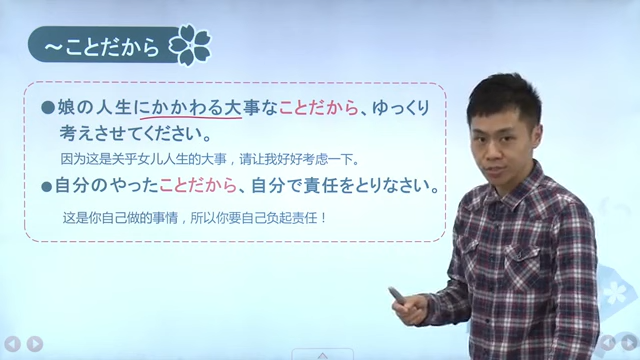 ～ことだから
●娘の人生にかかわる大事なことだから、ゆっくり
考えさせてください。
因为这是关乎女儿人生的大事，请让我好好考虑一下。
●自分のやったことだから、自分で責任をとりなさい。
这是你自己做的事情，所以你要自己负起责任！